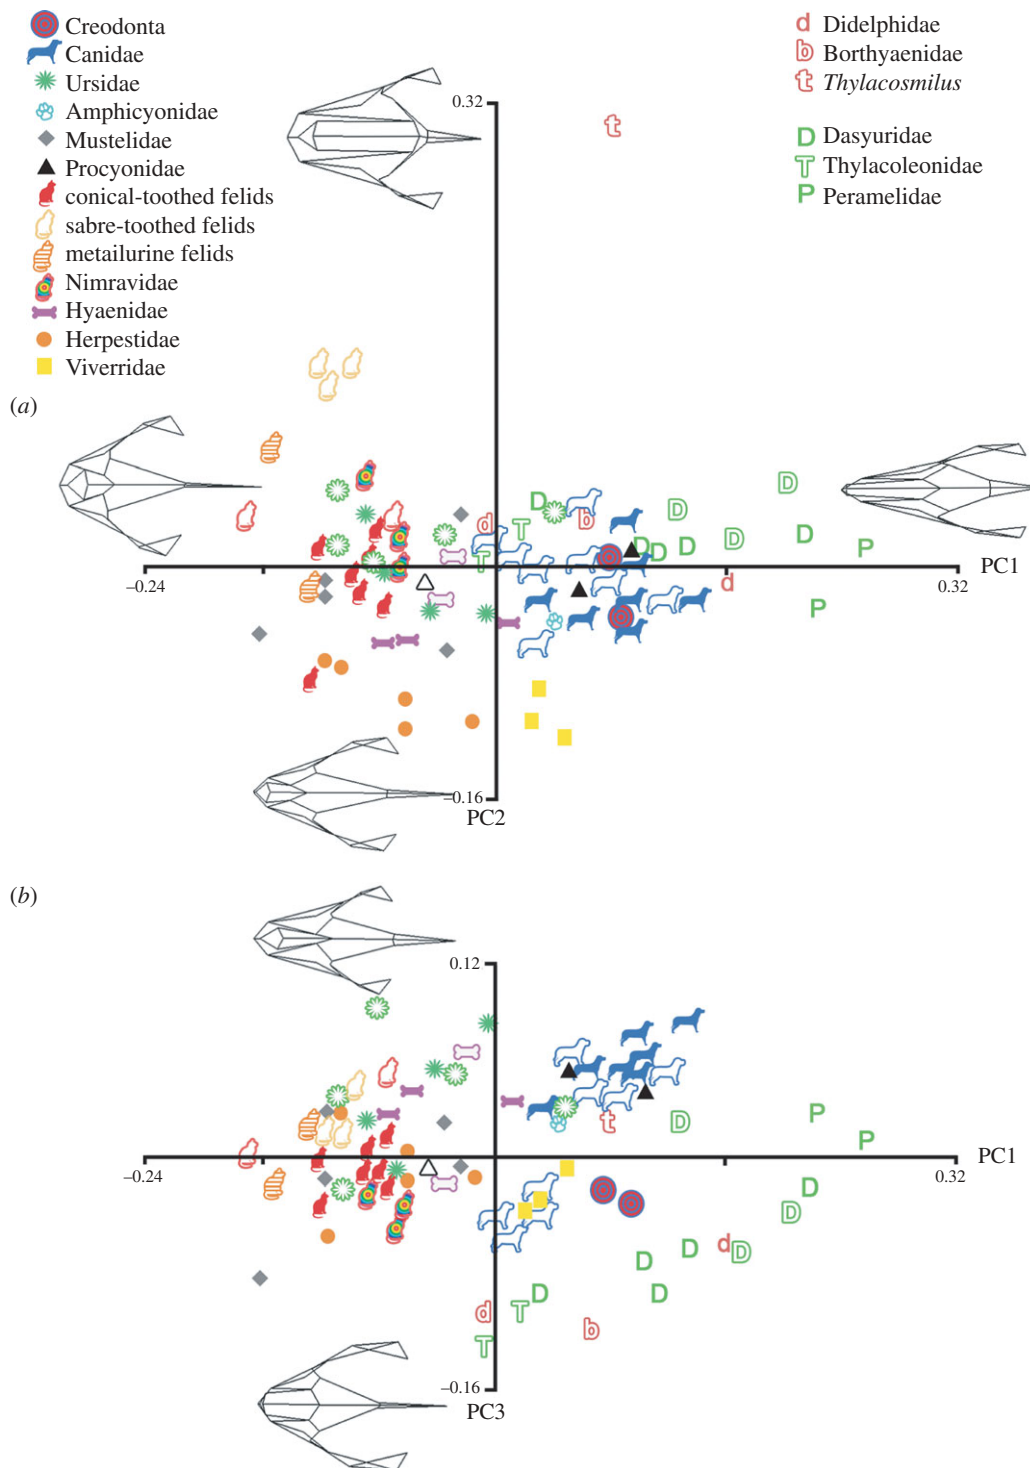 Creodonta
Canidae
Ursidae
Amphicyonidae
Mustelidae
Procyonidae
conical-toothed felids
sabre-toothed felids
metailurine felids
Nimravidae
Hyaenidae
Herpestidae
Viverridae
d Didelphidae
b Borthyaenidae
t Thylacosmilus
D Dasyuridae
T Thylacoleonidae
P Peramelidae
(a)
0.32
t
D
D
d
T
b
D
D
D
D
D
D
P
T
−0.24
0.32
PC1
d
P
−0.16
PC2
(b)
0.12
t
D
P
P
−0.24
0.32
PC1
D
D
d
D
D
D
D
D
d
T
b
T
−0.16
PC3